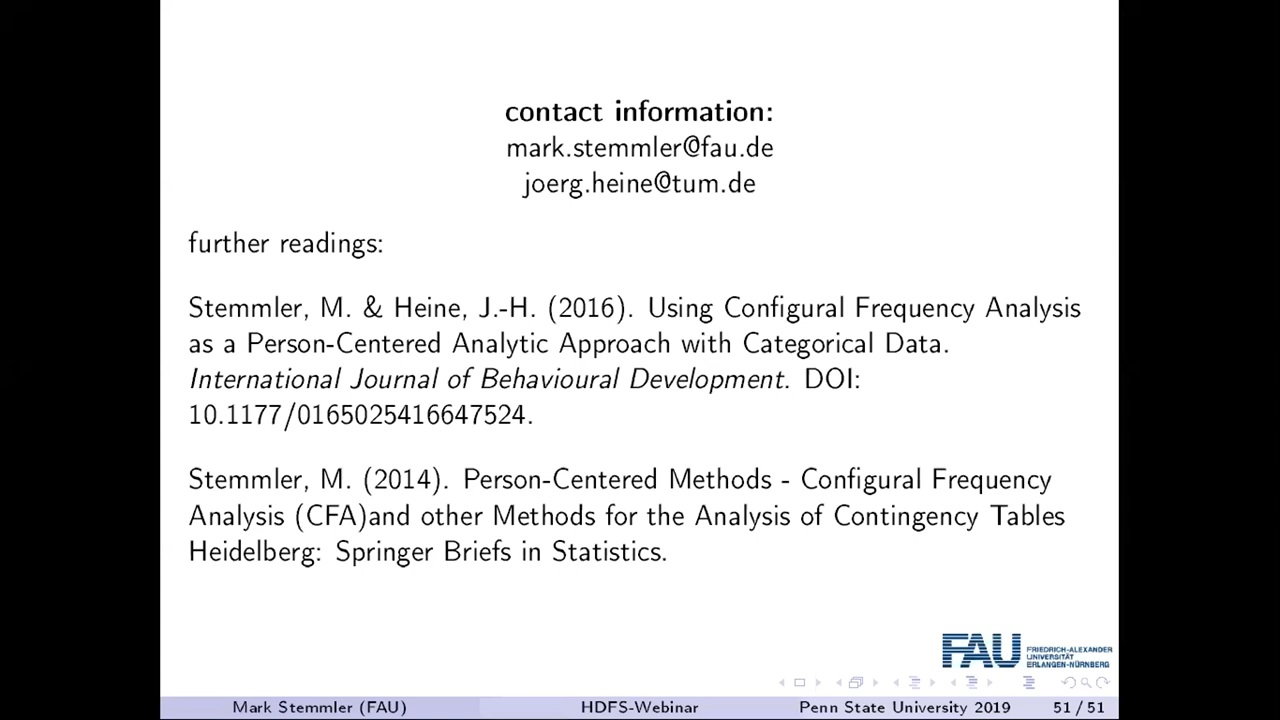 contact information:
mark.stemmler@fau.de
joerg.heine@tum.de
further readings:
Stemmler, M. & Heine, J.-H. (2016). Using Configural Frequency Analysis
as a Person-Centered Analytic Approach with Categorical Data.
International Journal of Behavioural Development. DOI:
10.1177/0165025416647524.
Stemmler, M. (2014). Person-Centered Methods - Configural Frequency
Analysis (CFA)and other Methods for the Analysis of Contingency Tables
Heidelberg: Springer Briefs in Statistics.
FAU
FRIEDRICH-ALEXANDER
UNIVERSITÄT
ERLANGEN-NÜRNBERG
Mark Stemmler (FAU) HDFS-Webinar Penn State University 2019 51 / 51